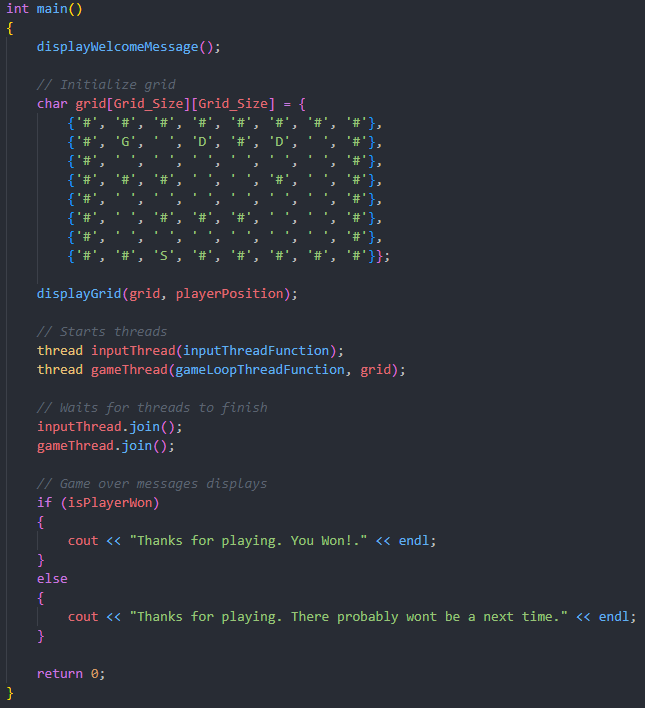 int main()
{
    displayWelcomeMessage();

    // Initialize grid
    char grid[Grid_Size][Grid_Size] = {
        {'#', '#', '#', '#', '#', '#', '#', '#'},
        {'#', 'G', ' ', 'D', '#', 'D', ' ', '#'},
        {'#', ' ', ' ', ' ', ' ', ' ', ' ', '#'},
        {'#', '#', '#', ' ', ' ', '#', ' ', '#'},
        {'#', ' ', ' ', ' ', ' ', ' ', ' ', '#'},
        {'#', ' ', '#', '#', '#', ' ', ' ', '#'},
        {'#', ' ', ' ', ' ', ' ', ' ', ' ', '#'},
        {'#', '#', 'S', '#', '#', '#', '#', '#'}};

    displayGrid(grid, playerPosition);

    // Starts threads
    thread inputThread(inputThreadFunction);
    thread gameThread(gameLoopThreadFunction, grid);

    // Waits for threads to finish
    inputThread.join();
    gameThread.join();

    // Game over messages displays
    if (isPlayerWon)
    {
        cout << "Thanks for playing. You Won!." << endl;
    }
    else
    {
        cout << "Thanks for playing. There probably wont be a next time." << endl;
    }

    return 0;
}